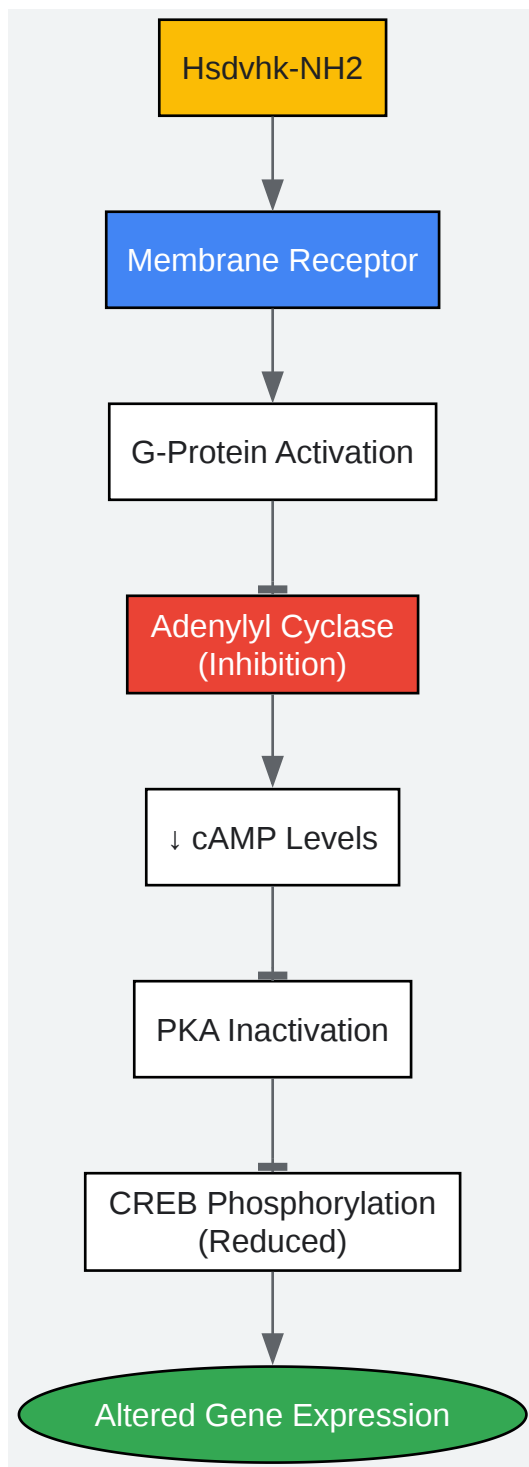 Hsdvhk-NH2
Membrane Receptor
G-Protein Activation
Adenylyl Cyclase
(Inhibition)
↓ cAMP Levels
PKA Inactivation
CREB Phosphorylation
(Reduced)
Altered Gene Expression